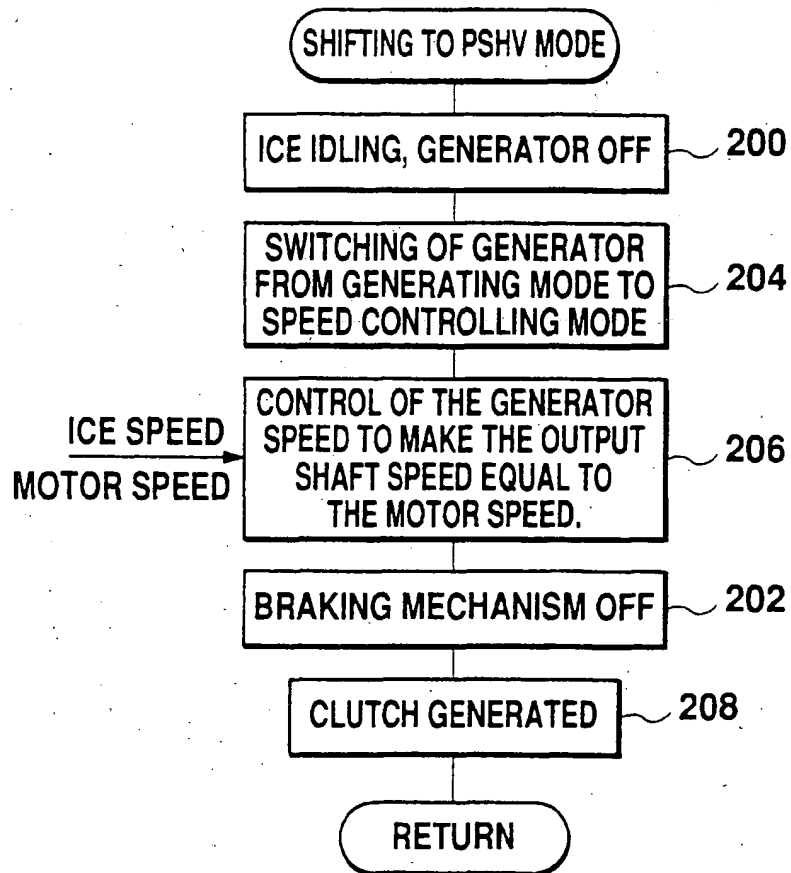 SHIFTING TO PSHV MODE
ICE IDLING, GENERATOR OFF
200
SWITCHING OF GENERATOR
FROM GENERATING MODE TO
SPEED CONTROLLING MODE
204
ICE SPEED
MOTOR SPEED
CONTROL OF THE GENERATOR
SPEED TO MAKE THE OUTPUT
SHAFT SPEED EQUAL TO
THE MOTOR SPEED.
206
BRAKING MECHANISM OFF
202
CLUTCH GENERATED
208
RETURN